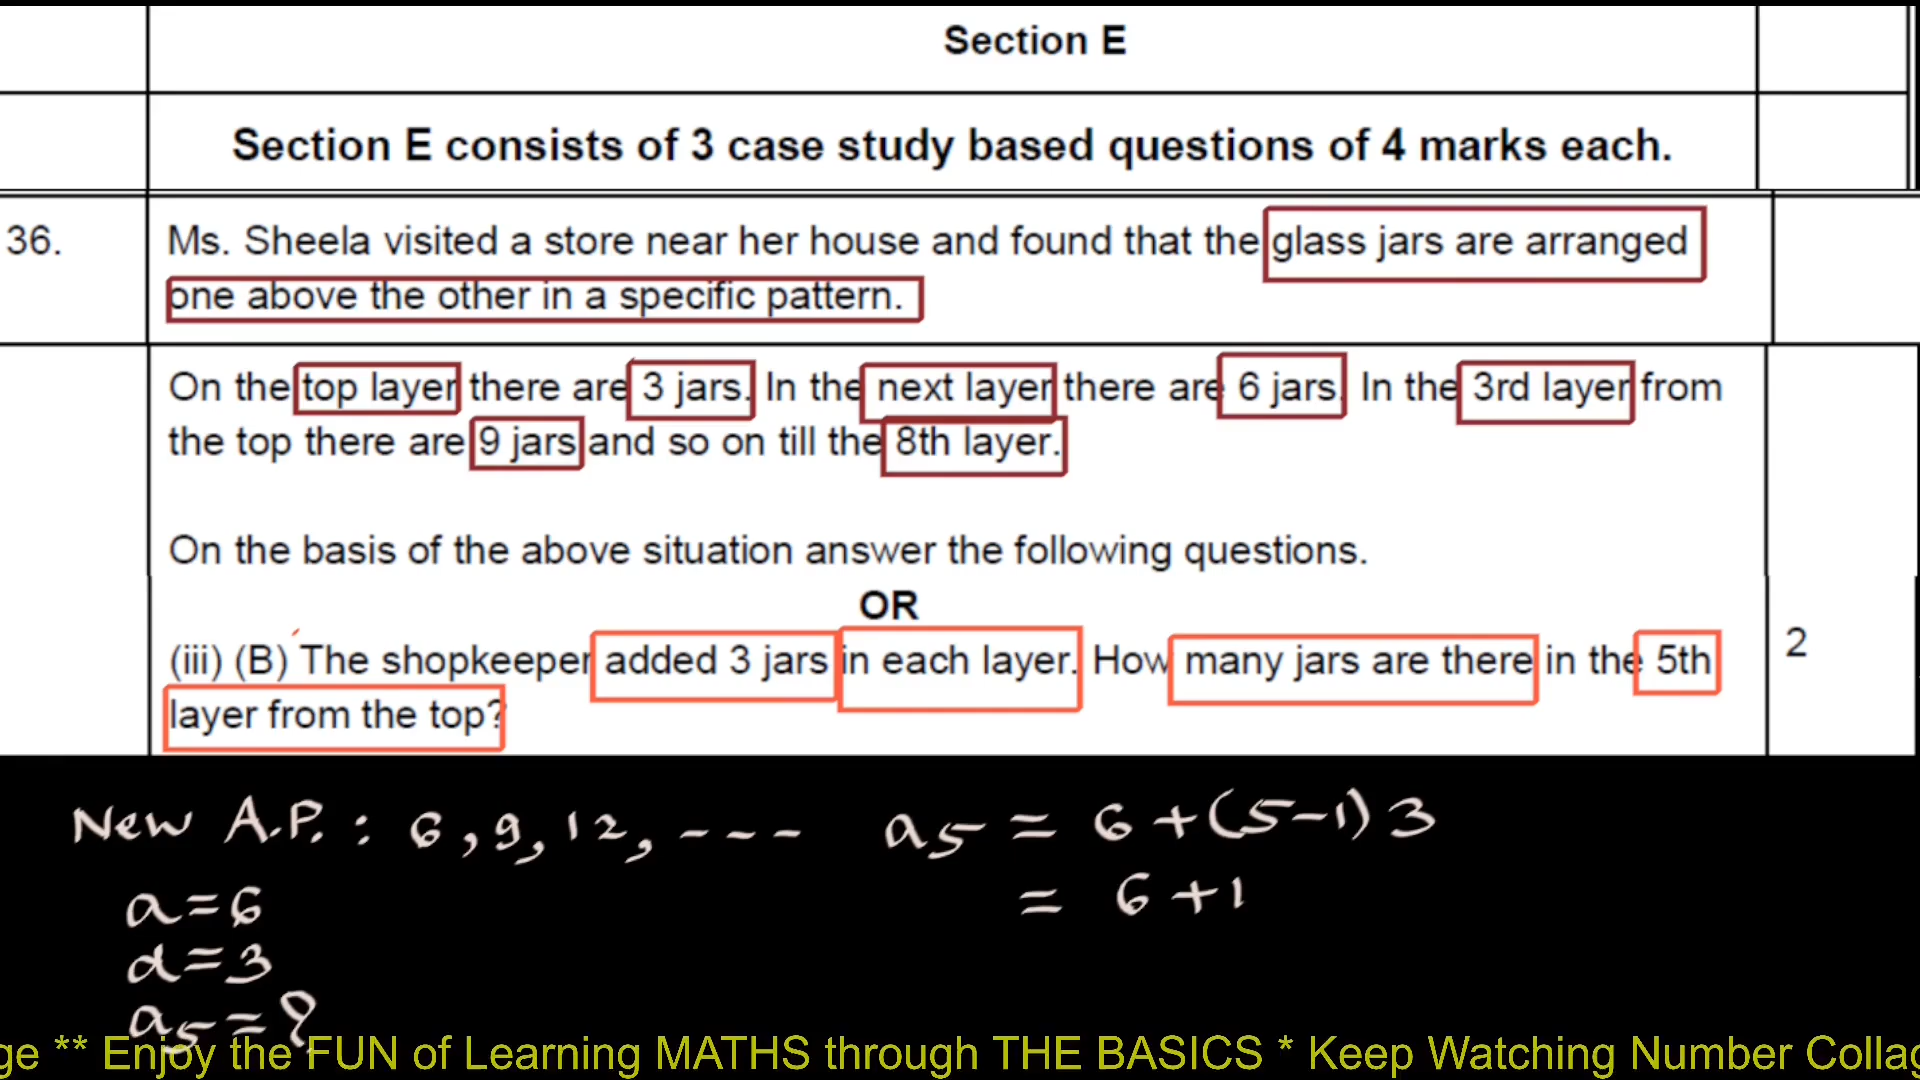 Section E
Section E consists of 3 case study based questions of 4 marks each.
36. Ms. Sheela visited a store near her house and found that the glass jars are arranged
one above the other in a specific pattern.
On the top layer there are 3 jars. In the next layer there are 6 jars. In the 3rd layer from
the top there are 9 jars and so on till the 8th layer.
On the basis of the above situation answer the following questions.
OR
(iii) (B) The shopkeeper added 3 jars in each layer. How many jars are there in the 5th 2
layer from the top?
New A.P. : 6, 9, 12, ---
a=6
d=3
a5=?
a5 = 6+(5-1)3
= 6+1
ge ** Enjoy the FUN of Learning MATHS through THE BASICS * Keep Watching Number Collag